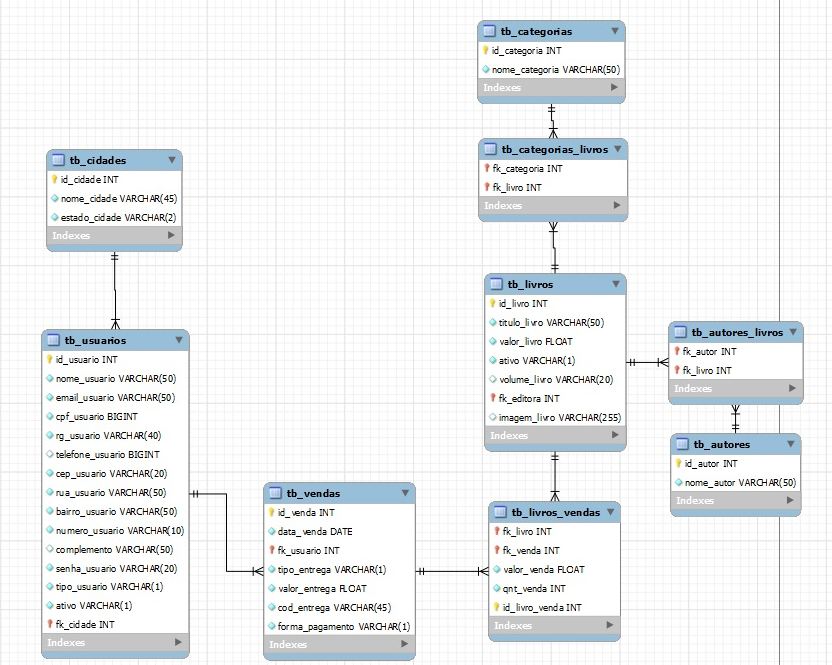 tb_categorias
id_categoria INT
nome_categoria VARCHAR(50)
Indexes
tb_categorias_livros
fk_categoria INT
fk_livro INT
Indexes
tb_cidades
id_cidade INT
nome_cidade VARCHAR(45)
estado_cidade VARCHAR(2)
Indexes
tb_livros
id_livro INT
titulo_livro VARCHAR(50)
valor_livro FLOAT
ativo VARCHAR(1)
volume_livro VARCHAR(20)
fk_editora INT
imagem_livro VARCHAR(255)
Indexes
tb_autores_livros
fk_autor INT
fk_livro INT
Indexes
tb_autores
id_autor INT
nome_autor VARCHAR(50)
Indexes
tb_usuarios
id_usuario INT
nome_usuario VARCHAR(50)
email_usuario VARCHAR(50)
cpf_usuario BIGINT
rg_usuario VARCHAR(40)
telefone_usuario BIGINT
cep_usuario VARCHAR(20)
rua_usuario VARCHAR(50)
bairro_usuario VARCHAR(50)
numero_usuario VARCHAR(10)
complemento VARCHAR(50)
senha_usuario VARCHAR(20)
tipo_usuario VARCHAR(1)
ativo VARCHAR(1)
fk_cidade INT
Indexes
tb_vendas
id_venda INT
data_venda DATE
fk_usuario INT
tipo_entrega VARCHAR(1)
valor_entrega FLOAT
cod_entrega VARCHAR(45)
forma_pagamento VARCHAR(1)
Indexes
tb_livros_vendas
fk_livro INT
fk_venda INT
valor_venda FLOAT
qnt_venda INT
id_livro_venda INT
Indexes